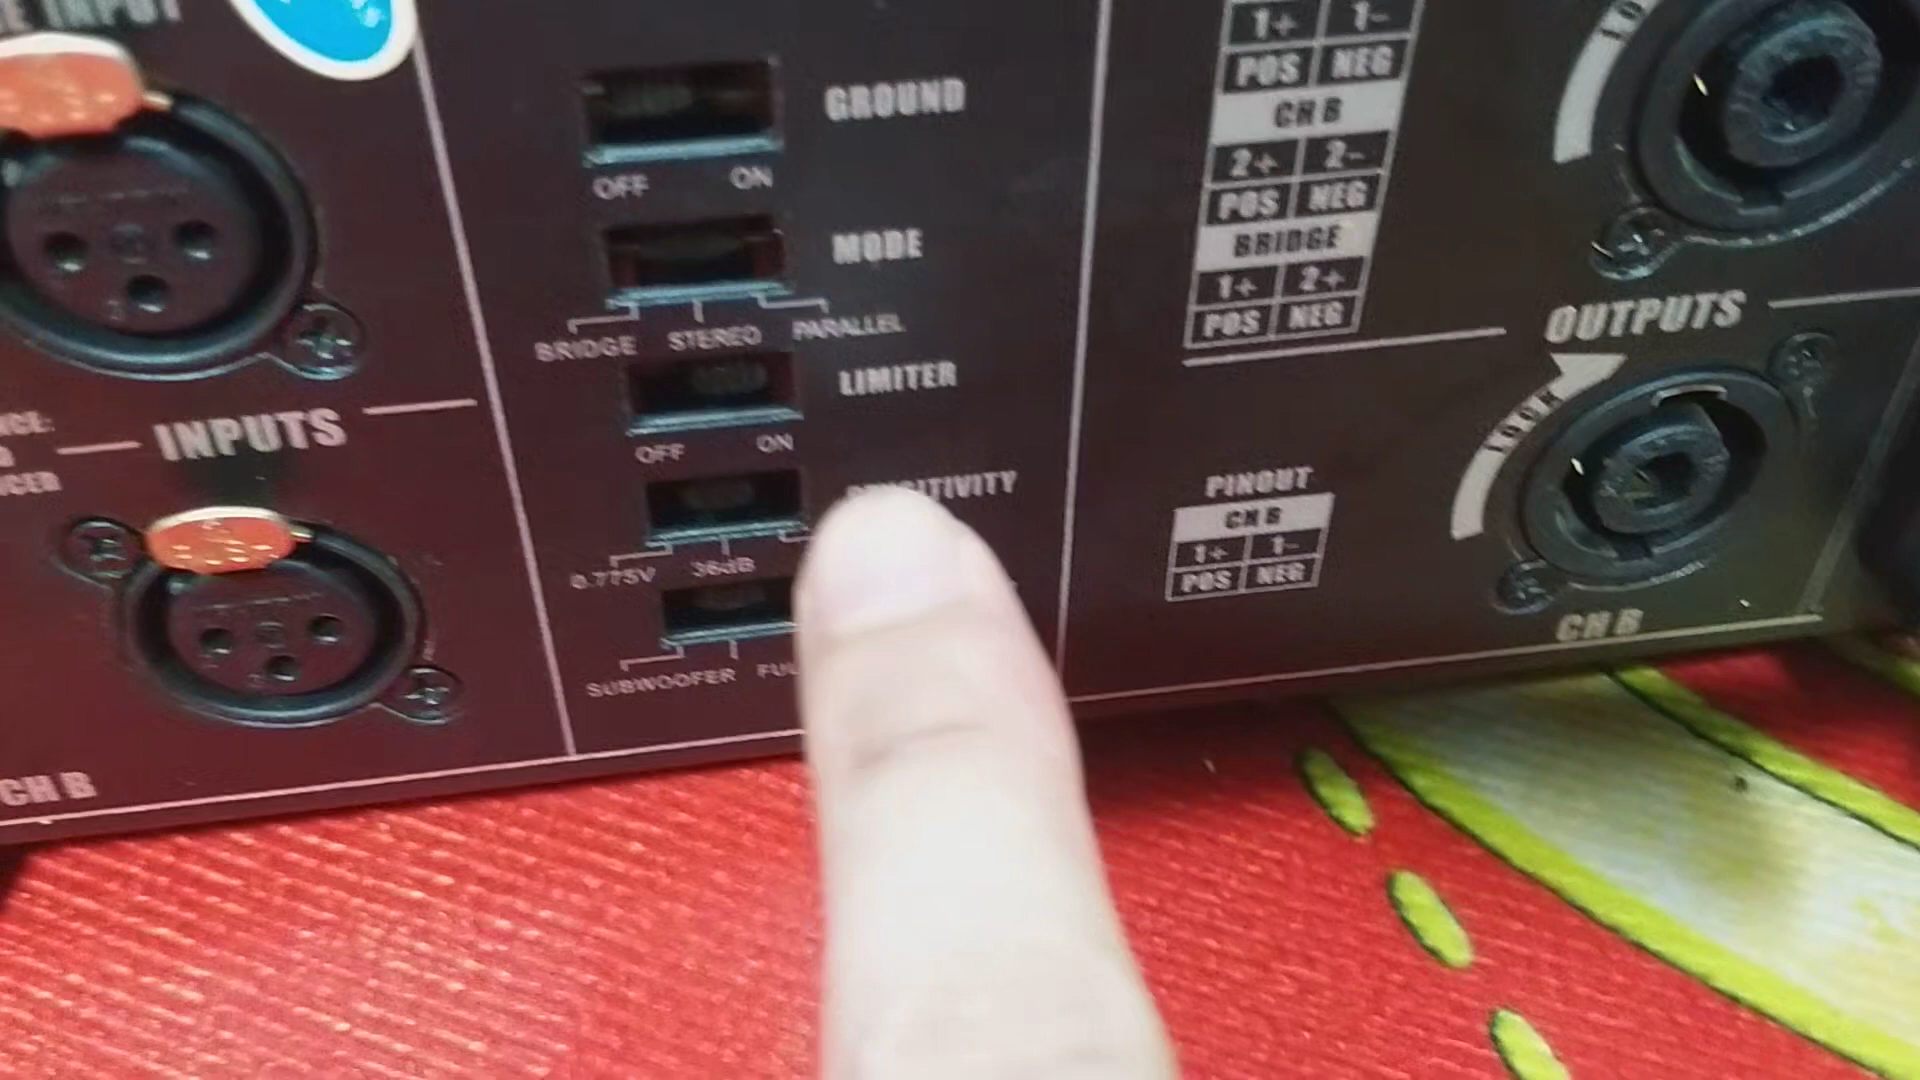 INPUT
GROUND
OFF ON
MODE
BRIDGE STEREO PARALLEL
LIMITER
OFF ON
SENSITIVITY
0.775V 36dB
SUBWOOFER
INPUTS
CH B
1+ 1-
POS NEG
CH B
2+ 2-
POS NEG
BRIDGE
1+ 2+
POS NEG
OUTPUTS
LOCK
PINOUT
CH B
1+ 1-
POS NEG
CH B